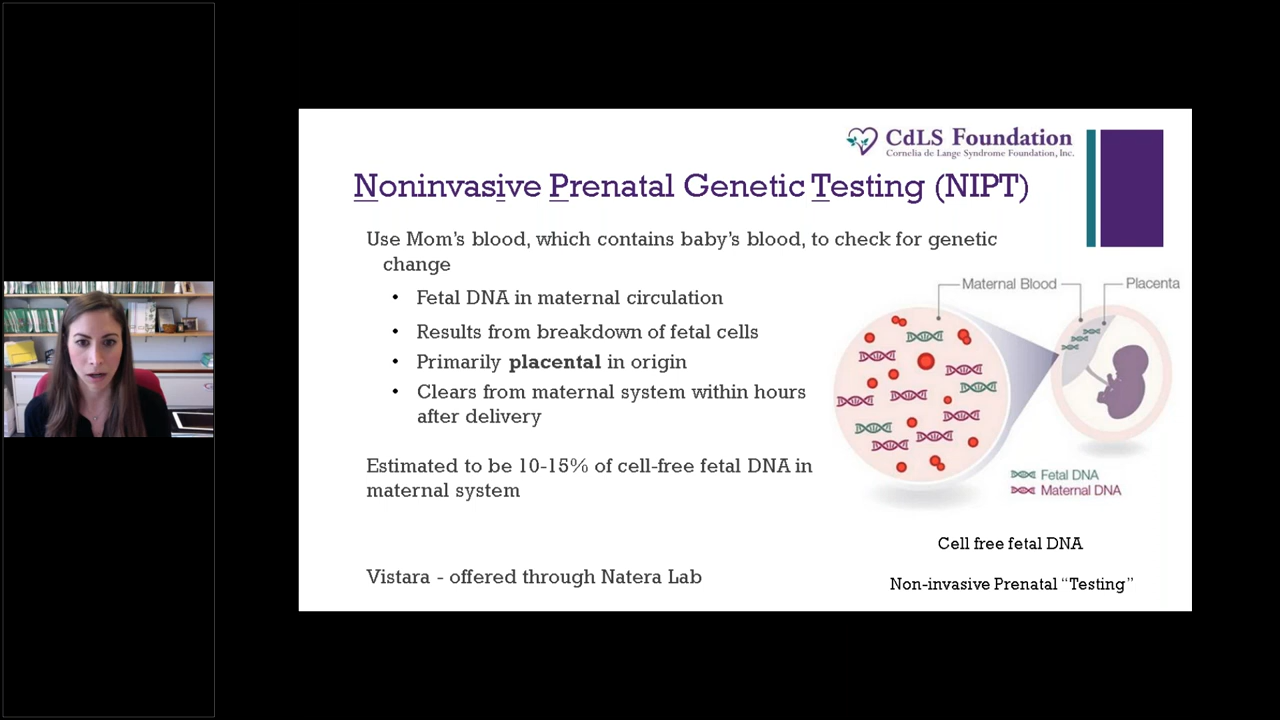 CdLS Foundation
Cornelia de Lange Syndrome Foundation, Inc.
Noninvasive Prenatal Genetic Testing (NIPT)
Use Mom's blood, which contains baby's blood, to check for genetic
change
• Fetal DNA in maternal circulation
• Results from breakdown of fetal cells
• Primarily placental in origin
• Clears from maternal system within hours
after delivery
Estimated to be 10-15% of cell-free fetal DNA in
maternal system
Vistara - offered through Natera Lab
Maternal Blood
Placenta
Fetal DNA
Maternal DNA
Cell free fetal DNA
Non-invasive Prenatal “Testing”